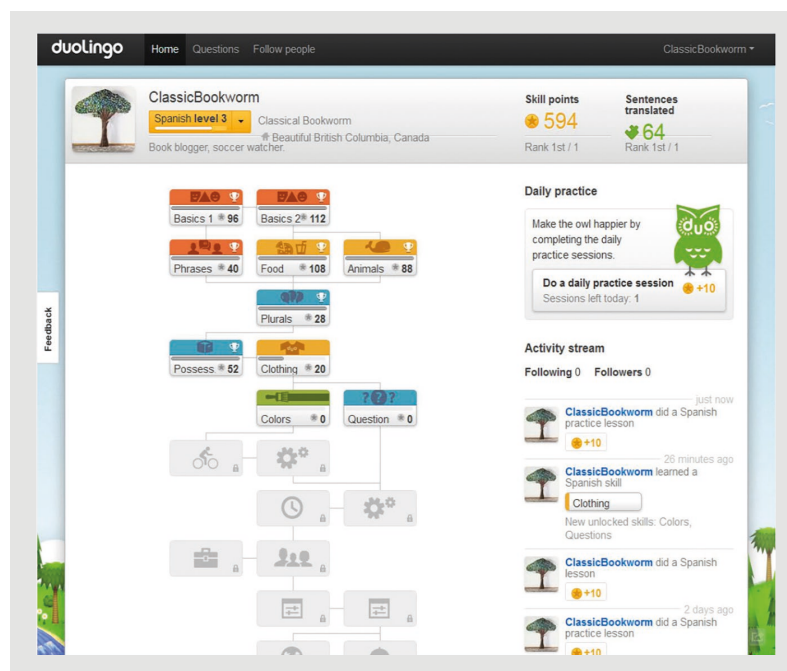 duolingo Home Questions Follow people ClassicBookworm
ClassicBookworm
Spanish level 3 Classical Bookworm
Beautiful British Columbia, Canada
Book blogger, soccer watcher.
Skill points
594
Rank 1st / 1
Sentences
translated
64
Rank 1st / 1
Basics 1 96 Basics 2 112
Phrases 40 Food 108 Animals 88
Plurals 28
Possess 52 Clothing 20
? ? ?
Colors 0 Question 0
Feedback
Daily practice
Make the owl happier by
completing the daily
practice sessions.
duo
Do a daily practice session +10
Sessions left today: 1
Activity stream
Following 0 Followers 0
just now
ClassicBookworm did a Spanish
practice lesson
+10
26 minutes ago
ClassicBookworm learned a
Spanish skill
Clothing
New unlocked skills: Colors,
Questions
ClassicBookworm did a Spanish
lesson
+10
2 days ago
ClassicBookworm did a Spanish
practice lesson
+10